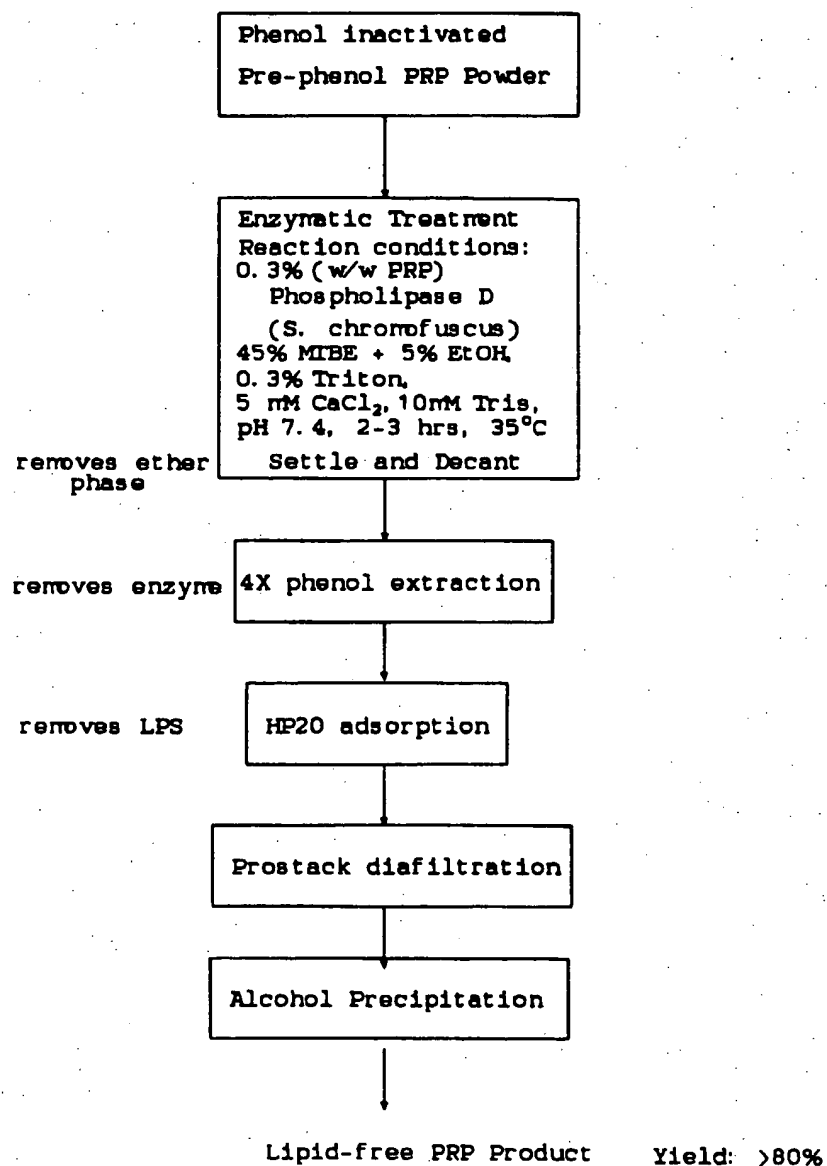 Phenol inactivated
Pre-phenol PRP Powder
Enzymatic Treatment
Reaction conditions:
0.3% (w/w PRP)
Phospholipase D
(S. chromofuscus)
45% MTBE + 5% EtOH,
0.3% Triton,
5 mM CaCl₂, 10mM Tris,
pH 7.4, 2-3 hrs, 35°C
Settle and Decant
removes ether
phase
removes enzyme
4X phenol extraction
removes LPS
HP20 adsorption
Prostack diafiltration
Alcohol Precipitation
Lipid-free PRP Product Yield: >80%